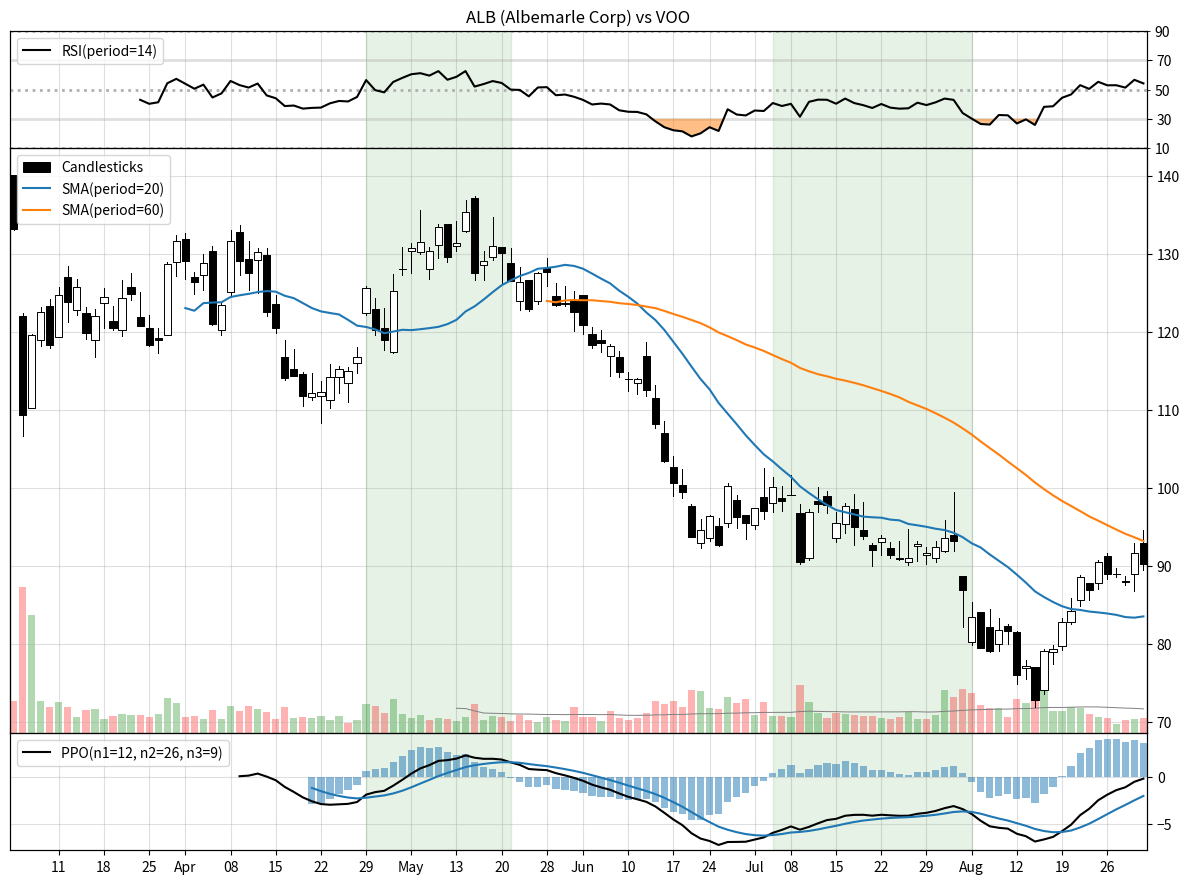 ALB (Albemarle Corp) vs VOO
RSI(period=14)
90
70
50
30
10
Candlesticks
SMA(period=20)
SMA(period=60)
140
130
120
110
100
90
80
70
PPO(n1=12, n2=26, n3=9)
0
−5
11 18 25 Apr 08 15 22 29 May 13 20 28 Jun 10 17 24 Jul 08 15 22 29 Aug 12 19 26